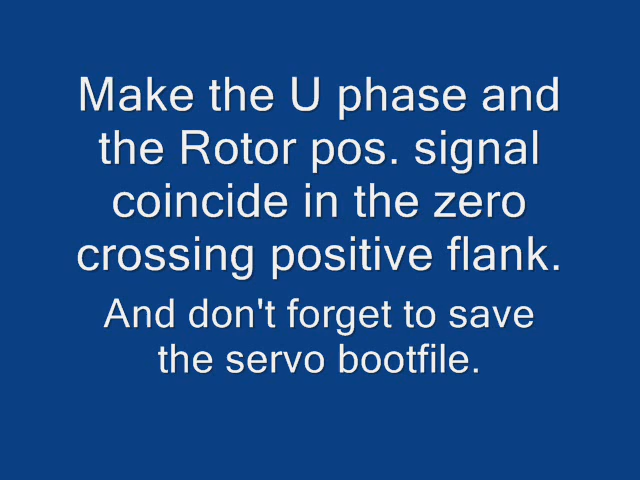 Make the U phase and
the Rotor pos. signal
coincide in the zero
crossing positive flank.
And don't forget to save
the servo bootfile.